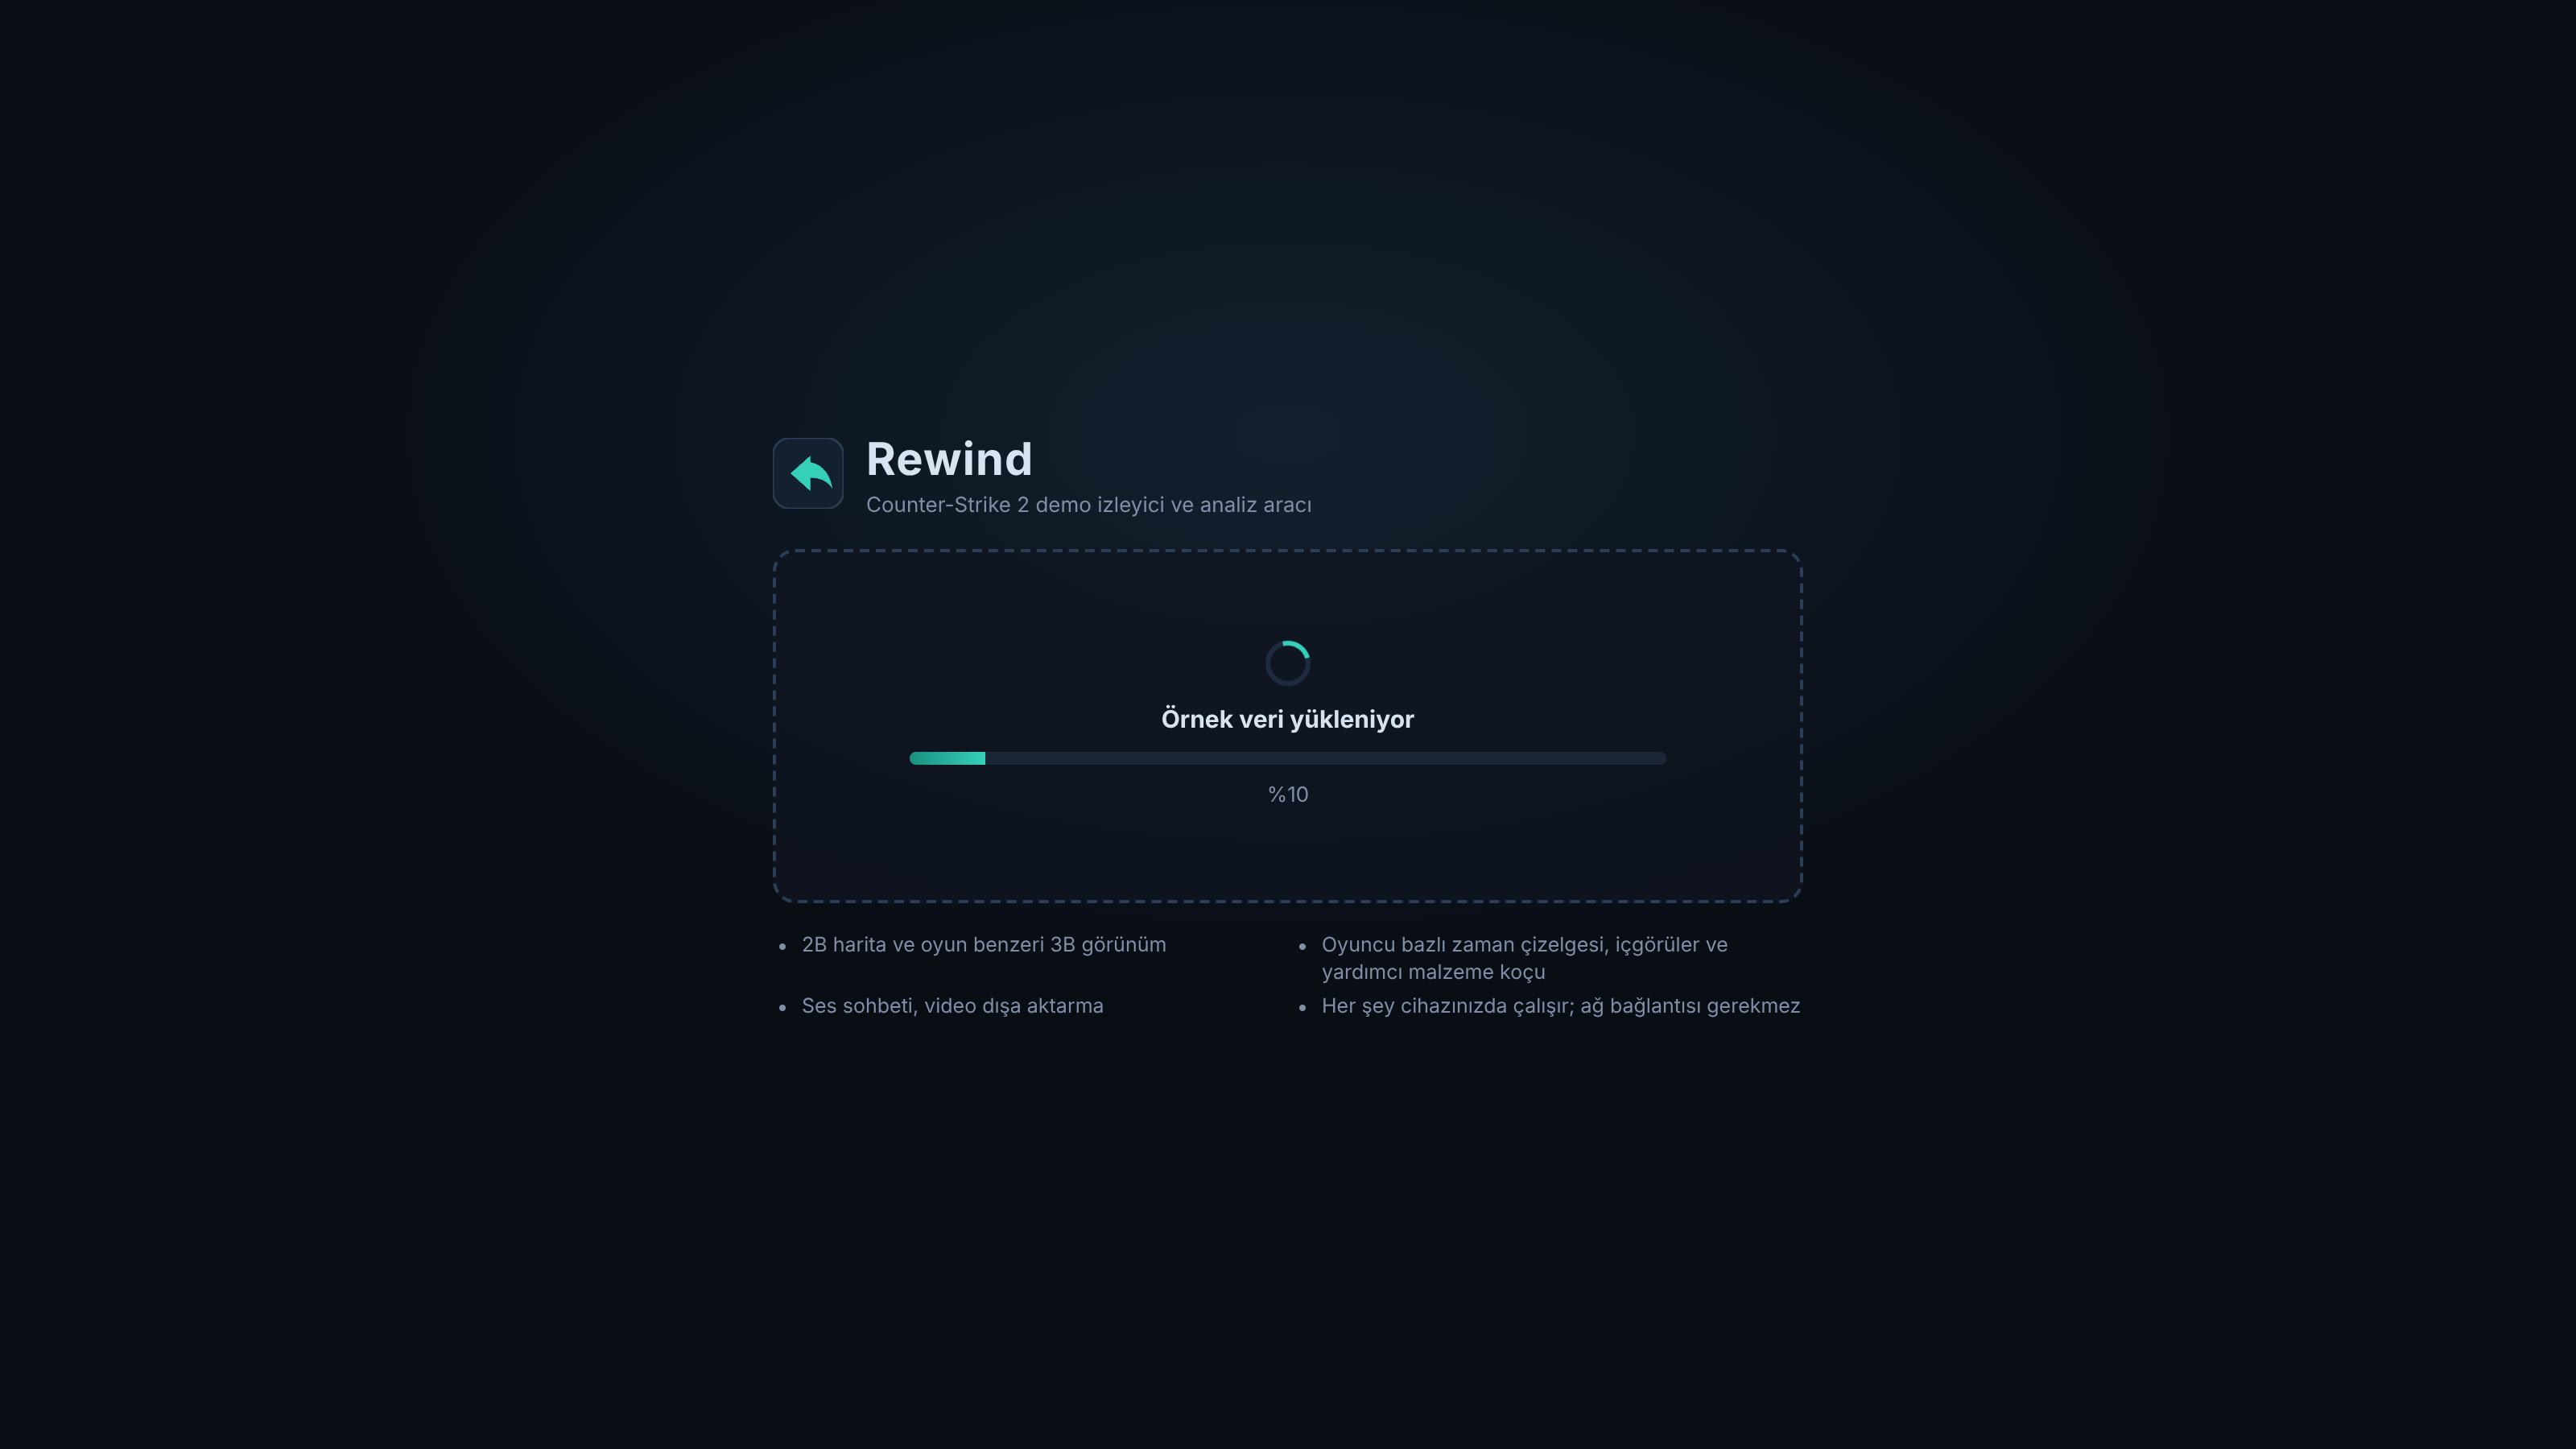 Rewind
Counter-Strike 2 demo izleyici ve analiz aracı
Örnek veri yükleniyor
%10
2B harita ve oyun benzeri 3B görünüm
Oyuncu bazlı zaman çizelgesi, içgörüler ve
yardımcı malzeme koçu
Ses sohbeti, video dışa aktarma
Her şey cihazınızda çalışır; ağ bağlantısı gerekmez